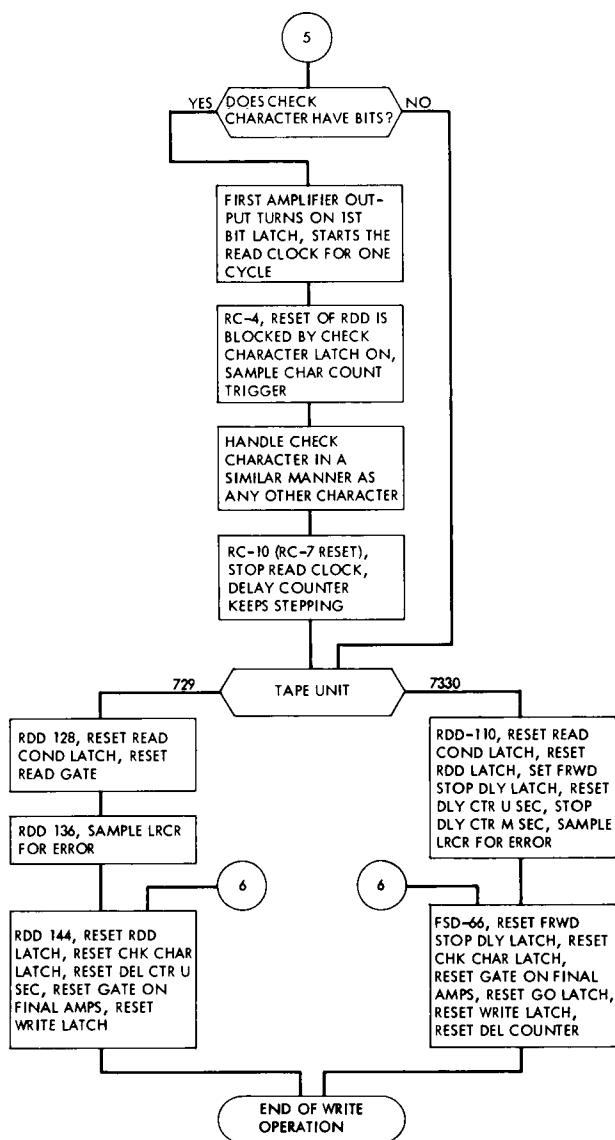 5
DOES CHECK
YES
CHARACTER HAVE BITS?
NO
FIRST AMPLIFIER OUT-
PUT TURNS ON 1ST
BIT LATCH, STARTS THE
READ CLOCK FOR ONE
CYCLE
RC-4, RESET OF RDD IS
BLOCKED BY CHECK
CHARACTER LATCH ON,
SAMPLE CHAR COUNT
TRIGGER
HANDLE CHECK
CHARACTER IN A
SIMILAR MANNER AS
ANY OTHER CHARACTER
RC-10 (RC-7 RESET),
STOP READ CLOCK,
DELAY COUNTER
KEEPS STEPPING
729
TAPE UNIT
7330
RDD 128, RESET READ
COND LATCH, RESET
READ GATE
RDD 136, SAMPLE LRCR
FOR ERROR
6
RDD 144, RESET RDD
LATCH, RESET CHK CHAR
LATCH, RESET DEL CTR U
SEC, RESET GATE ON
FINAL AMPS, RESET
WRITE LATCH
RDD-110, RESET READ
COND LATCH, RESET
RDD LATCH, SET FRWD
STOP DLY LATCH, RESET
DLY CTR U SEC, STOP
DLY CTR M SEC, SAMPLE
LRCR FOR ERROR
6
FSD-66, RESET FRWD
STOP DLY LATCH, RESET
CHK CHAR LATCH,
RESET GATE ON FINAL
AMPS, RESET GO LATCH,
RESET WRITE LATCH,
RESET DEL COUNTER
END OF WRITE
OPERATION